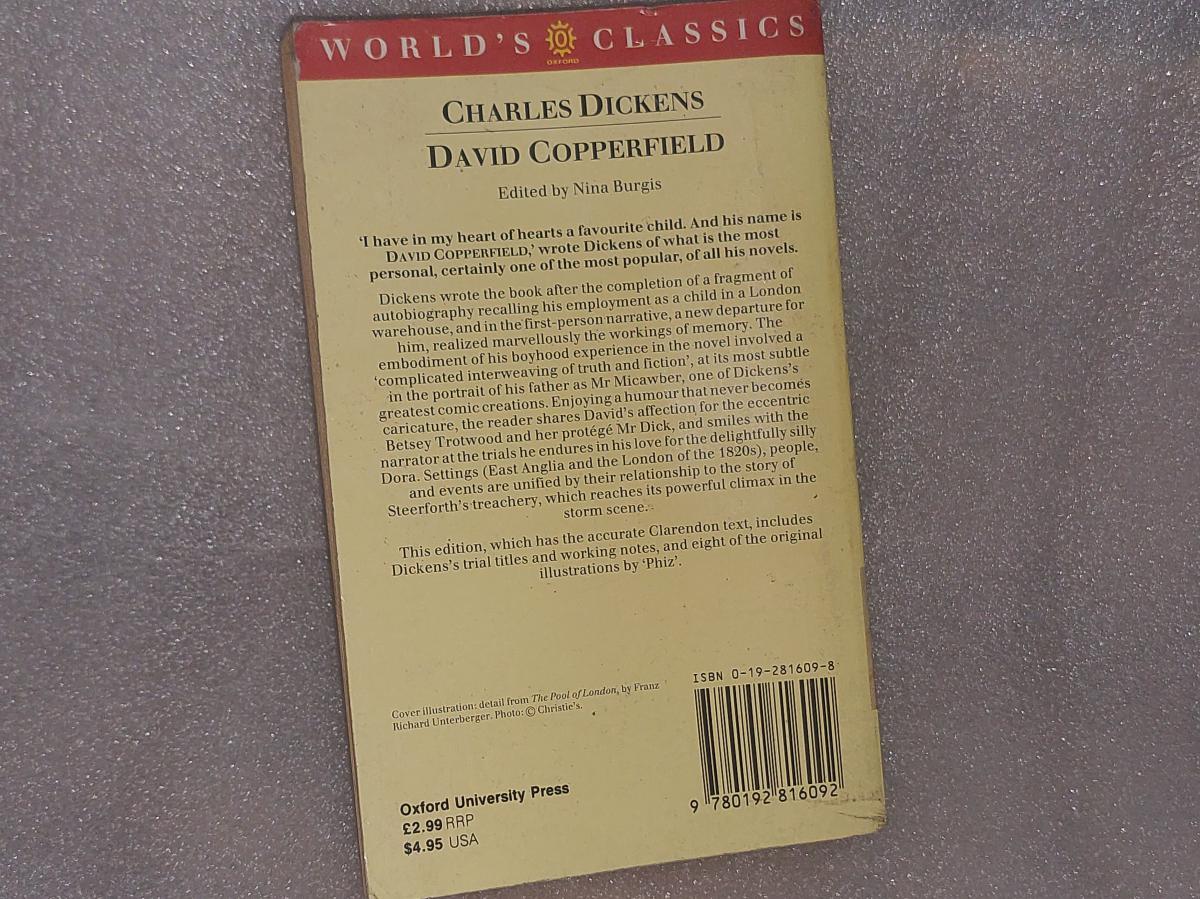 WORLD'S CLASSICS
OXFORD
CHARLES DICKENS
DAVID COPPERFIELD
Edited by Nina Burgis
'I have in my heart of hearts a favourite child. And his name is
DAVID COPPERFIELD,' wrote Dickens of what is the most
personal, certainly one of the most popular, of all his novels.
Dickens wrote the book after the completion of a fragment of
autobiography recalling his employment as a child in a London
warehouse, and in the first-person narrative, a new departure for
him, realized marvellously the workings of memory. The
embodiment of his boyhood experience in the novel involved a
'complicated interweaving of truth and fiction', at its most subtle
in the portrait of his father as Mr Micawber, one of Dickens's
greatest comic creations. Enjoying a humour that never becomes
caricature, the reader shares David's affection for the eccentric
Betsey Trotwood and her protégé Mr Dick, and smiles with the
narrator at the trials he endures in his love for the delightfully silly
Dora. Settings (East Anglia and the London of the 1820s), people,
and events are unified by their relationship to the story of
Steerforth's treachery, which reaches its powerful climax in the
storm scene.
This edition, which has the accurate Clarendon text, includes
Dickens's trial titles and working notes, and eight of the original
illustrations by 'Phiz'.
Cover illustration: detail from The Pool of London, by Franz
Richard Unterberger. Photo: © Christie's.
ISBN 0-19-281609-8
9 780192 816092
Oxford University Press
£2.99 RRP
$4.95 USA